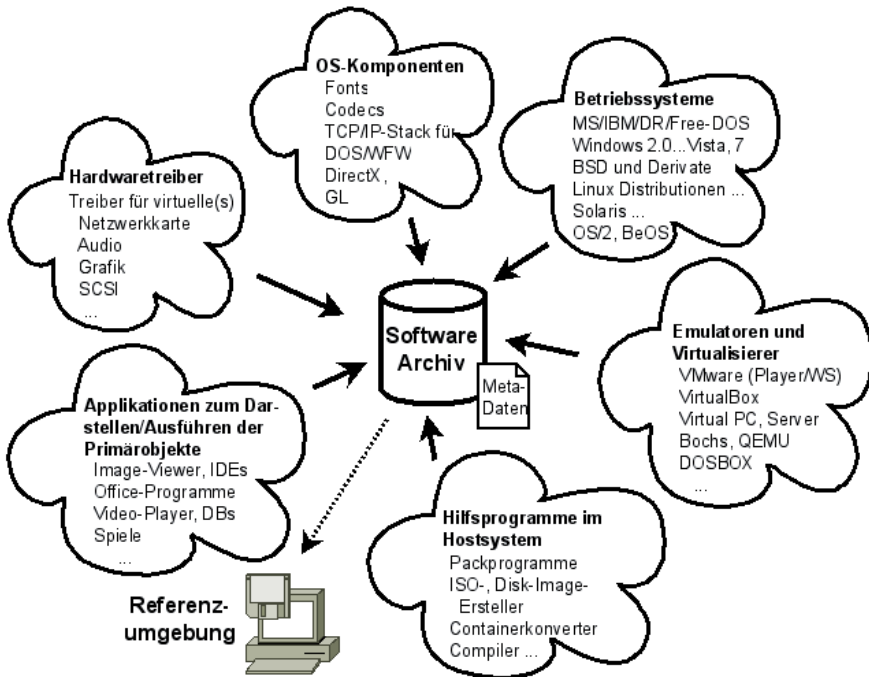 OS-Komponenten
Fonts
Codecs
TCP/IP-Stack für
DOS/WFW
DirectX,
GL
Betriebssysteme
MS/IBM/DR/Free-DOS
Windows 2.0...Vista, 7
BSD und Derivate
Linux Distributionen ...
Solaris ...
OS/2, BeOS
Hardwaretreiber
Treiber für virtuelle(s)
Netzwerkkarte
Audio
Grafik
SCSI
...
Software
Archiv
Meta-
Daten
Emulatoren und
Virtualisierer
VMware (Player/WS)
VirtualBox
Virtual PC, Server
Bochs, QEMU
DOSBOX
...
Applikationen zum Dar-
stellen/Ausführen der
Primärobjekte
Image-Viewer, IDEs
Office-Programme
Video-Player, DBs
Spiele
...
Hilfsprogramme im
Hostsystem
Packprogramme
ISO-, Disk-Image-
Ersteller
Containerkonverter
Compiler ...
Referenz-
umgebung